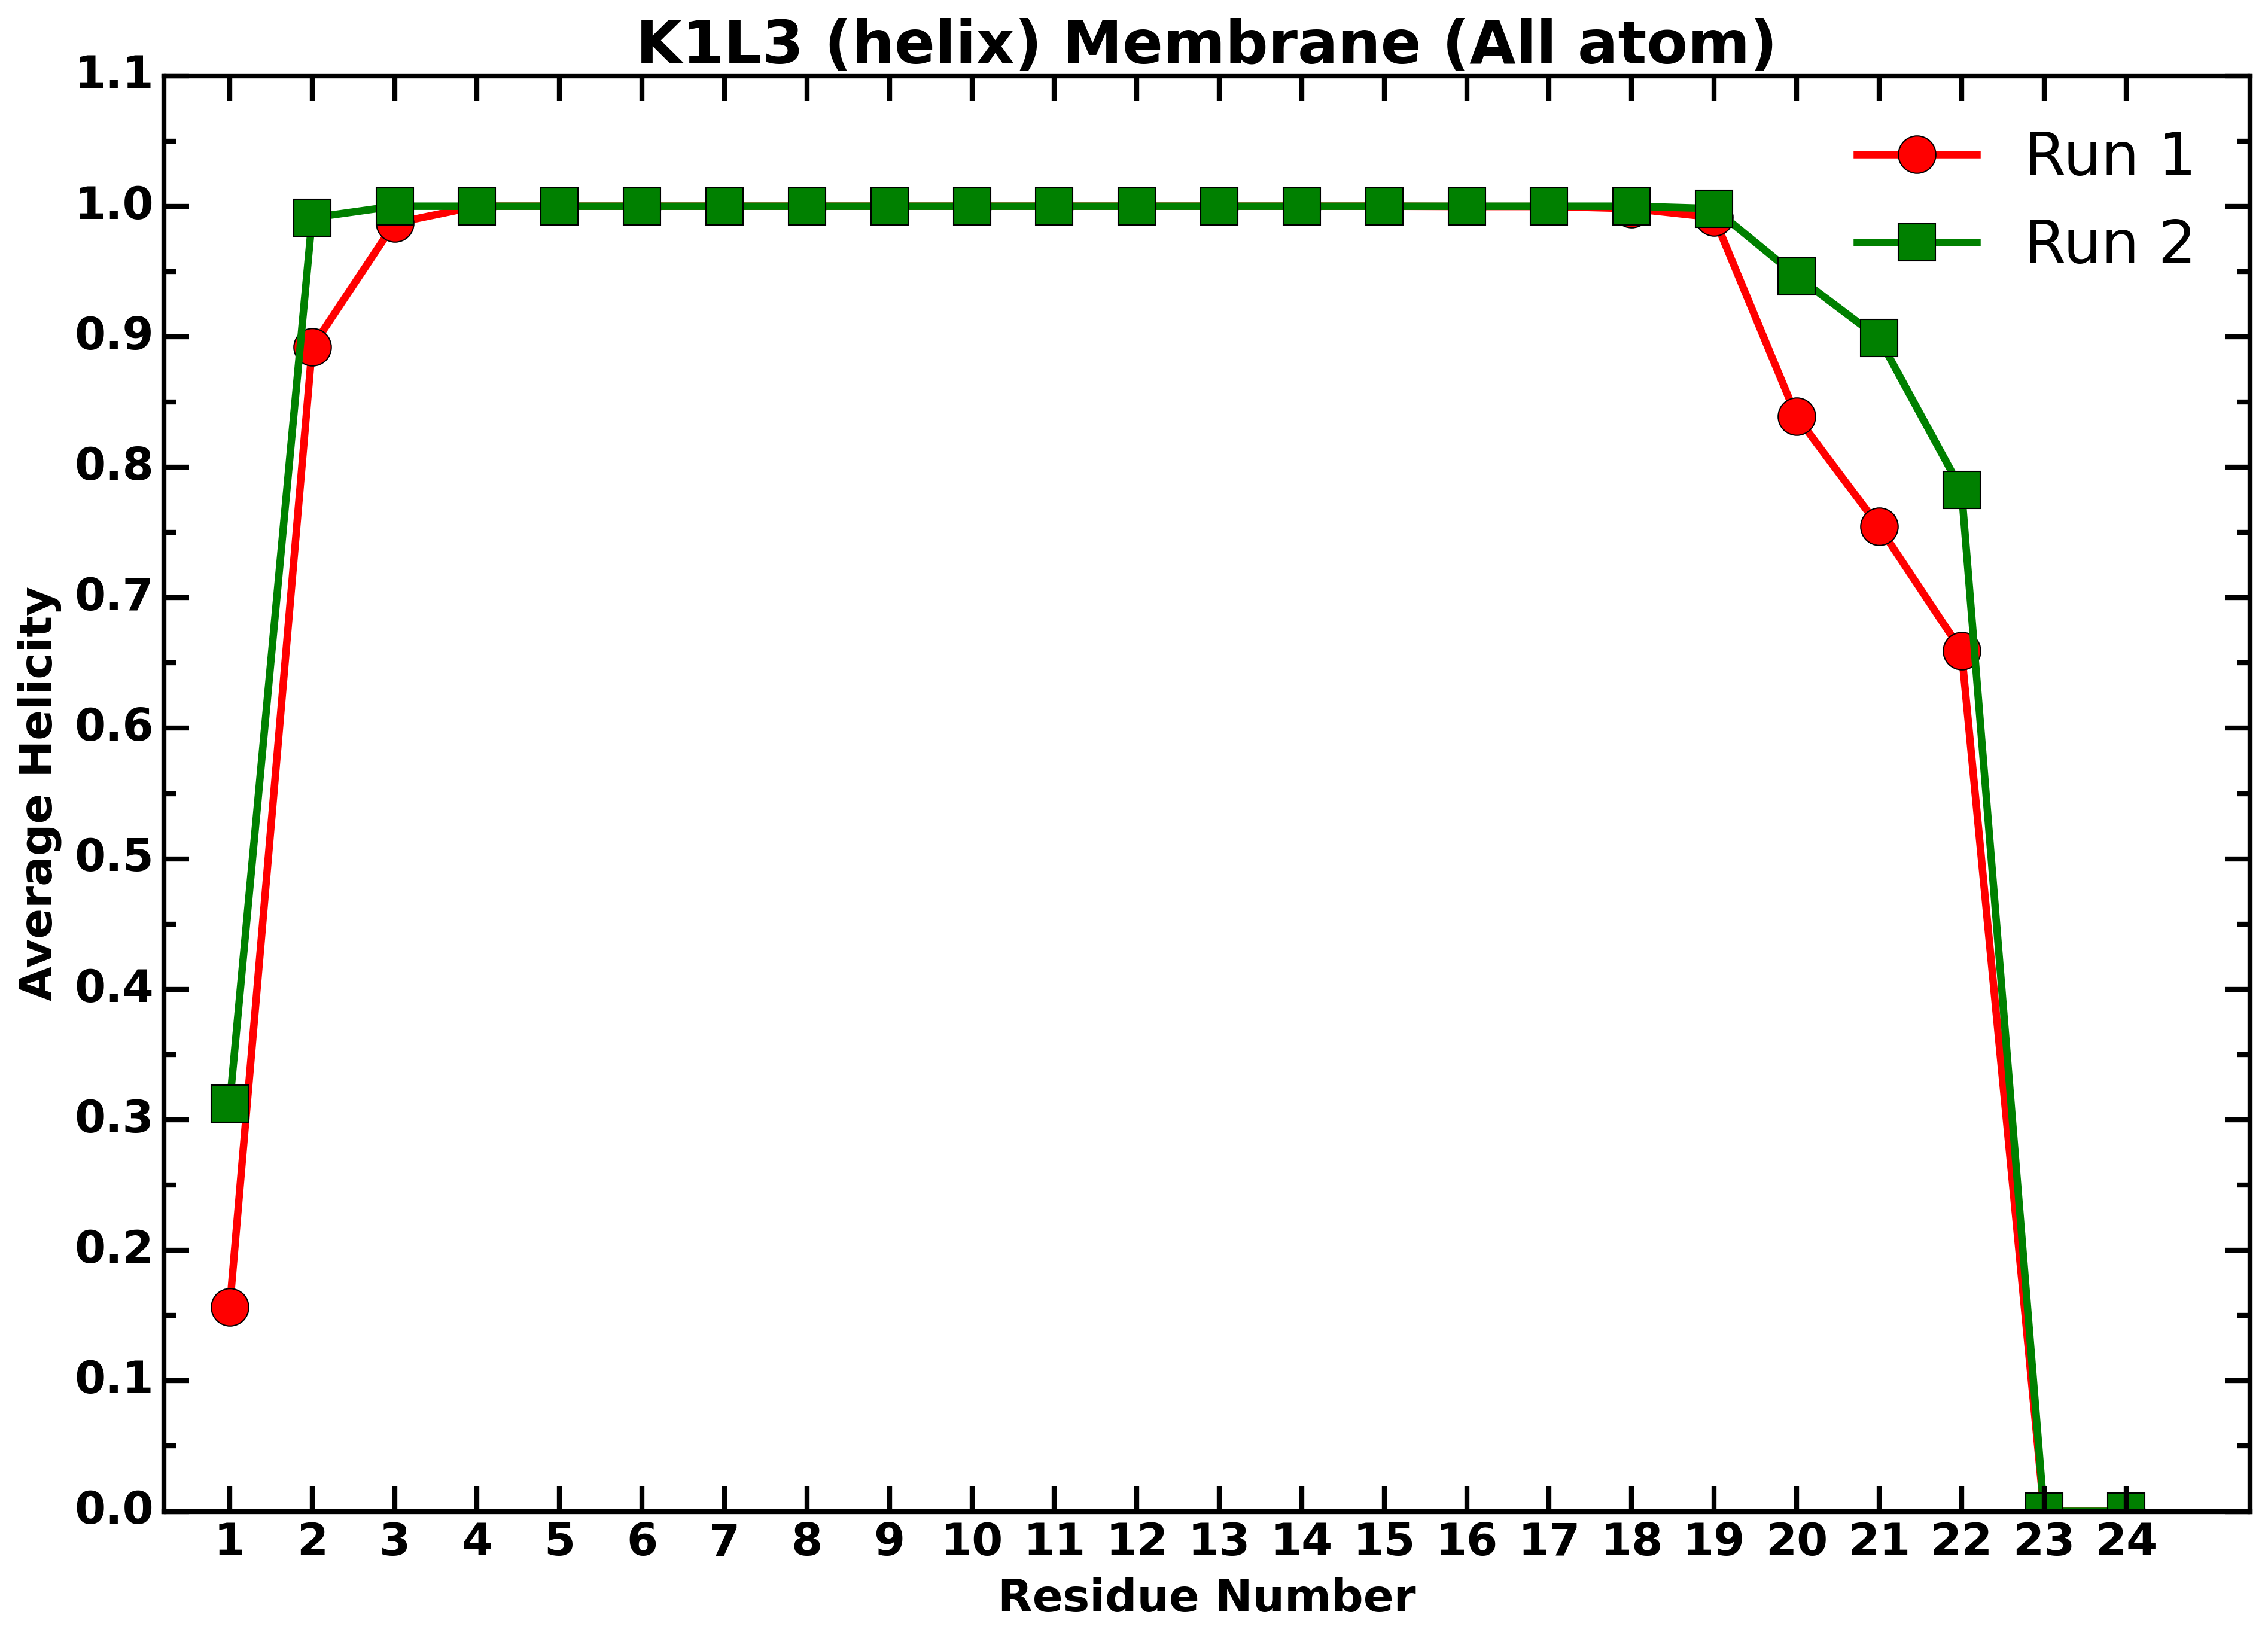 K1L3 (helix) Membrane (All atom)
1.1
1.0
0.9
0.8
0.7
0.6
0.5
0.4
0.3
0.2
0.1
0.0
Average Helicity
Run 1
Run 2
1 2 3 4 5 6 7 8 9 10 11 12 13 14 15 16 17 18 19 20 21 22 23 24
Residue Number